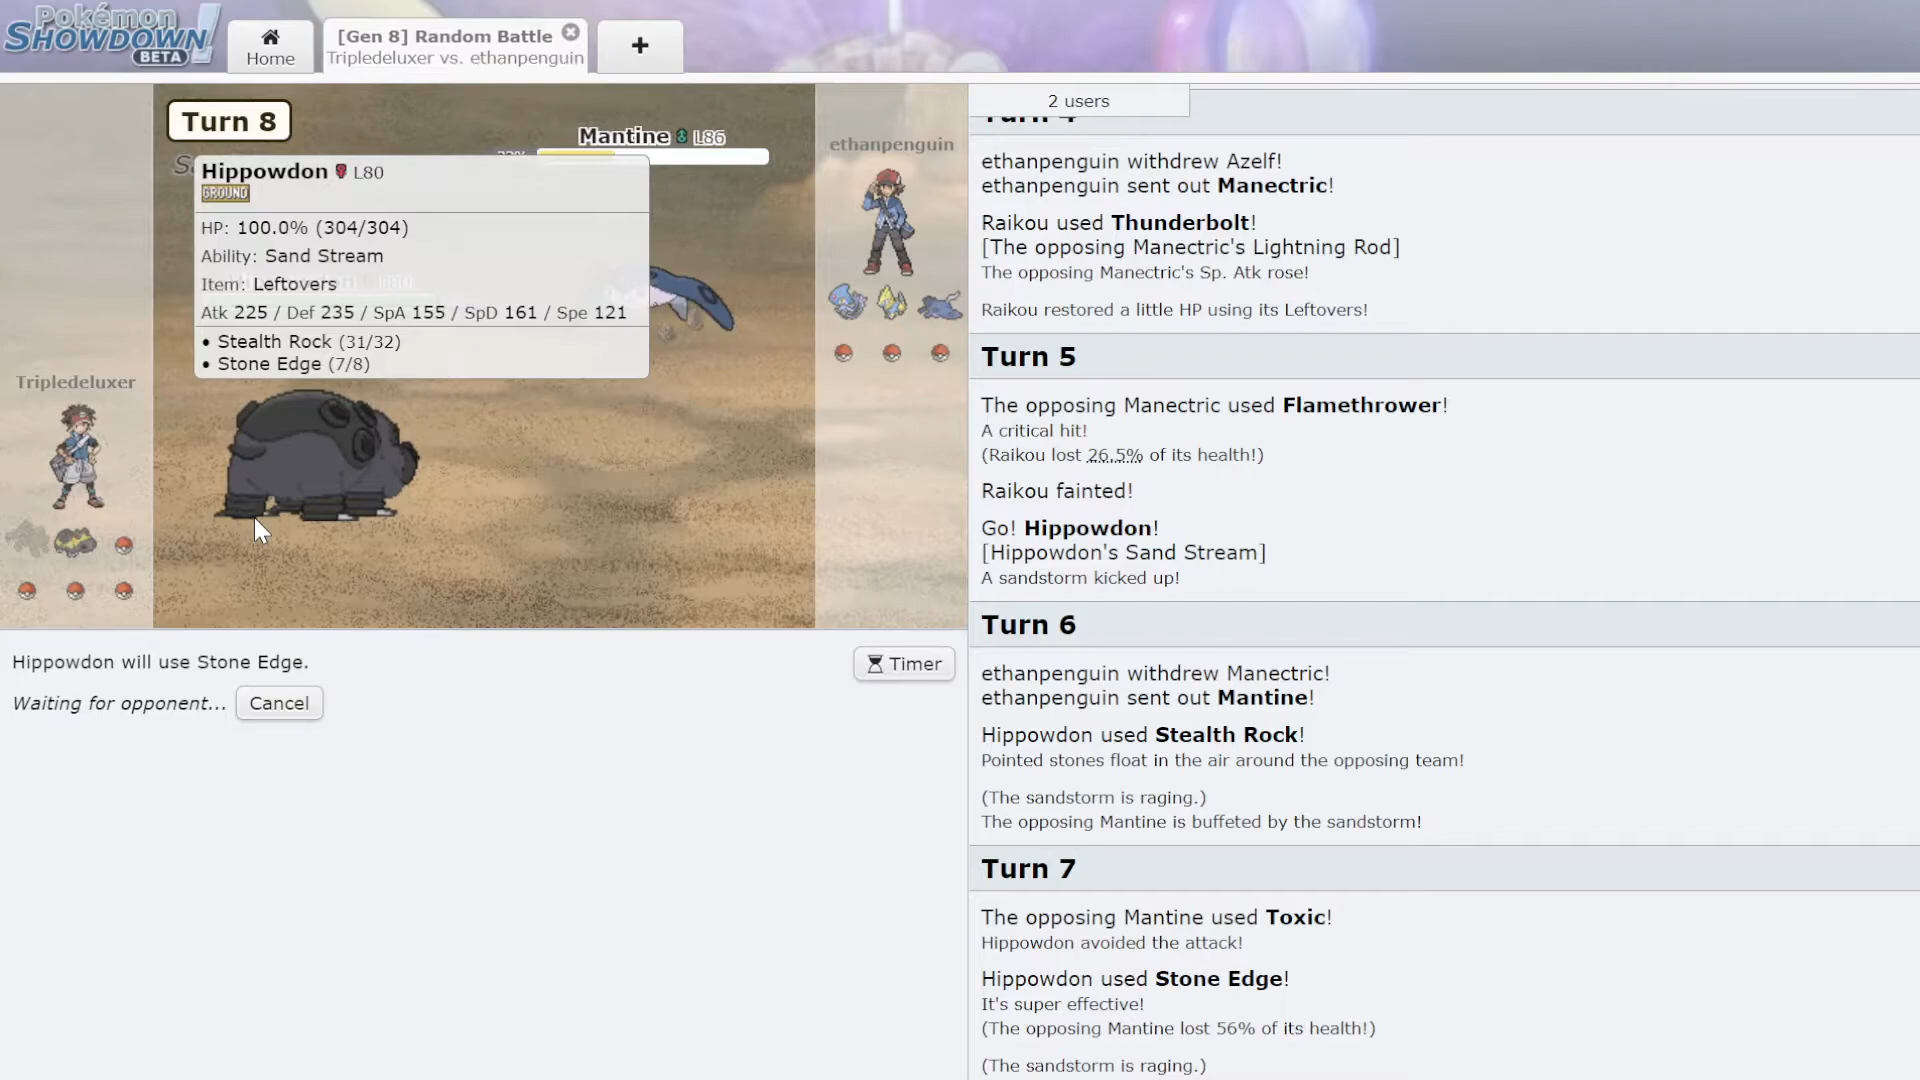 Pokémon
SHOWDOWN!
BETA
Home
[Gen 8] Random Battle
Tripledeluxer vs. ethanpenguin
+
Turn 8
Mantine L86
Hippowdon L80
GROUND
HP: 100.0% (304/304)
Ability: Sand Stream
Item: Leftovers
Atk 225 / Def 235 / SpA 155 / SpD 161 / Spe 121
• Stealth Rock (31/32)
• Stone Edge (7/8)
ethanpenguin
Tripledeluxer
Hippowdon will use Stone Edge.
Timer
Waiting for opponent...
Cancel
2 users
Turn 4
ethanpenguin withdrew Azelf!
ethanpenguin sent out Manectric!
Raikou used Thunderbolt!
[The opposing Manectric's Lightning Rod]
The opposing Manectric's Sp. Atk rose!
Raikou restored a little HP using its Leftovers!
Turn 5
The opposing Manectric used Flamethrower!
A critical hit!
(Raikou lost 26.5% of its health!)
Raikou fainted!
Go! Hippowdon!
[Hippowdon's Sand Stream]
A sandstorm kicked up!
Turn 6
ethanpenguin withdrew Manectric!
ethanpenguin sent out Mantine!
Hippowdon used Stealth Rock!
Pointed stones float in the air around the opposing team!
(The sandstorm is raging.)
The opposing Mantine is buffeted by the sandstorm!
Turn 7
The opposing Mantine used Toxic!
Hippowdon avoided the attack!
Hippowdon used Stone Edge!
It's super effective!
(The opposing Mantine lost 56% of its health!)
(The sandstorm is raging.)